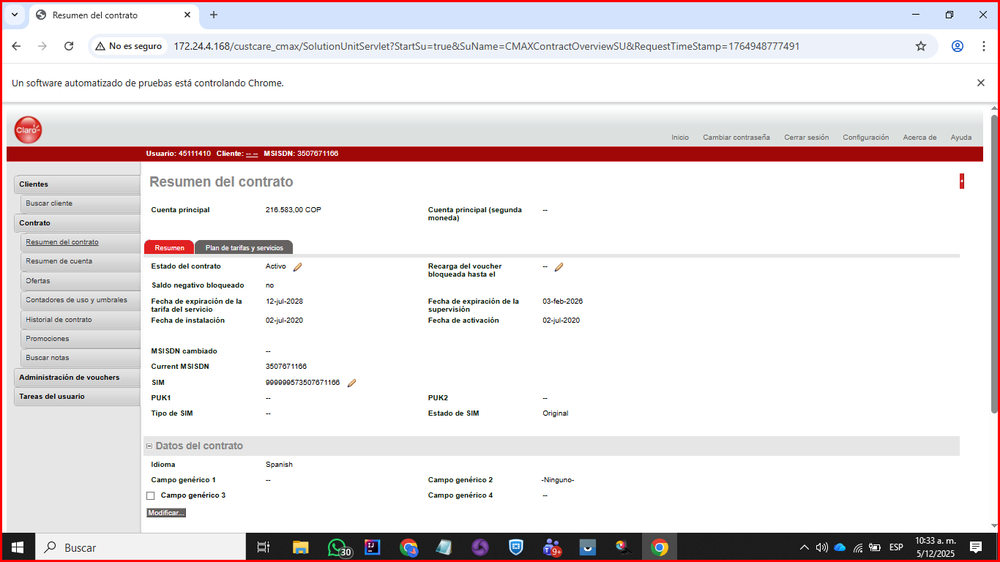 Resumen del contrato
No es seguro
172.24.4.168/custcare_cmax/SolutionUnitServlet?StartSu=true&SuName=CMAXContractOverviewSU&RequestTimeStamp=1764948777491
Un software automatizado de pruebas está controlando Chrome.
Claro
Inicio Cambiar contraseña Cerrar sesión Configuración Acerca de Ayuda
Usuario: 45111410 Cliente: -- -- MSISDN: 3507671166
Clientes
Buscar cliente
Contrato
Resumen del contrato
Resumen de cuenta
Ofertas
Contadores de uso y umbrales
Historial de contrato
Promociones
Buscar notas
Administración de vouchers
Tareas del usuario
Resumen del contrato
Cuenta principal 216.583,00 COP Cuenta principal (segunda --
moneda)
Resumen Plan de tarifas y servicios
Estado del contrato Activo Recarga del voucher --
bloqueada hasta el
Saldo negativo bloqueado no
Fecha de expiración de la 12-jul-2028 Fecha de expiración de la 03-feb-2026
tarifa del servicio supervisión
Fecha de instalación 02-jul-2020 Fecha de activación 02-jul-2020
MSISDN cambiado --
Current MSISDN 3507671166
SIM 999999573507671166
PUK1 -- PUK2 --
Tipo de SIM -- Estado de SIM Original
Datos del contrato
Idioma Spanish
Campo genérico 1 -- Campo genérico 2 -Ninguno-
Campo genérico 3 Campo genérico 4 --
Modificar...
Buscar
30
9+
ESP
10:33 a. m.
5/12/2025